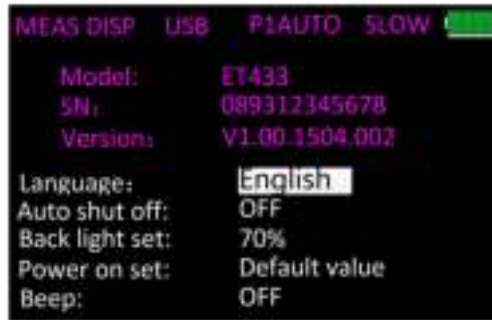 MEAS DISP USB P1AUTO SLOW
Model: ET433
SN: 089312345678
Version: V1.00.1504.002
Language: English
Auto shut off: OFF
Back light set: 70%
Power on set: Default value
Beep: OFF